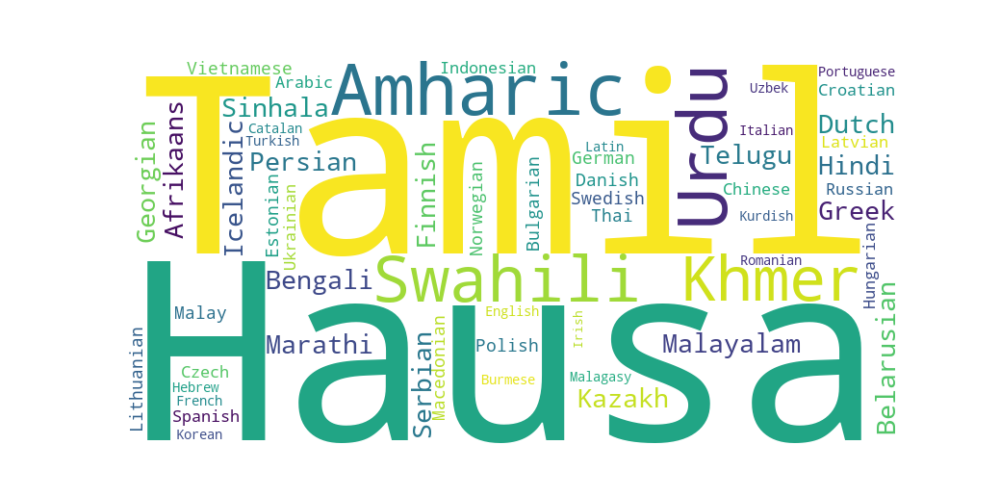 Vietnamese
Indonesian
Portuguese
Arabic
Amharic
Uzbek
Croatian
Sinhala
Tamil
Urdu
Catalan
Turkish
Italian
Dutch
Georgian
Afrikaans
Icelandic
Persian
Finnish
Latin
German
Telugu
Latvian
Hindi
Estonian
Ukrainian
Norwegian
Bulgarian
Danish
Swedish
Thai
Chinese
Kurdish
Russian
Greek
Bengali
Swahili
Khmer
Romanian
Hungarian
Hausa
Malay
English
Irish
Marathi
Polish
Malayalam
Lithuanian
Serbian
Macedonian
Belarusian
Czech
Hebrew
French
Spanish
Korean
Burmese
Malagasy
Kazakh